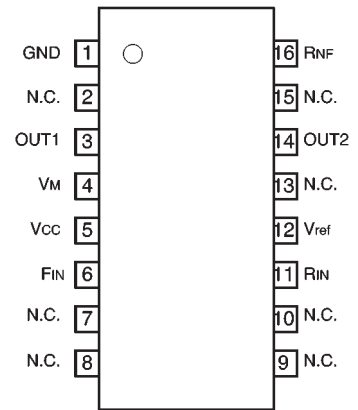 GND 1 16 RNF
N.C. 2 15 N.C.
OUT1 3 14 OUT2
VM 4 13 N.C.
VCC 5 12 Vref
FIN 6 11 RIN
N.C. 7 10 N.C.
N.C. 8 9 N.C.